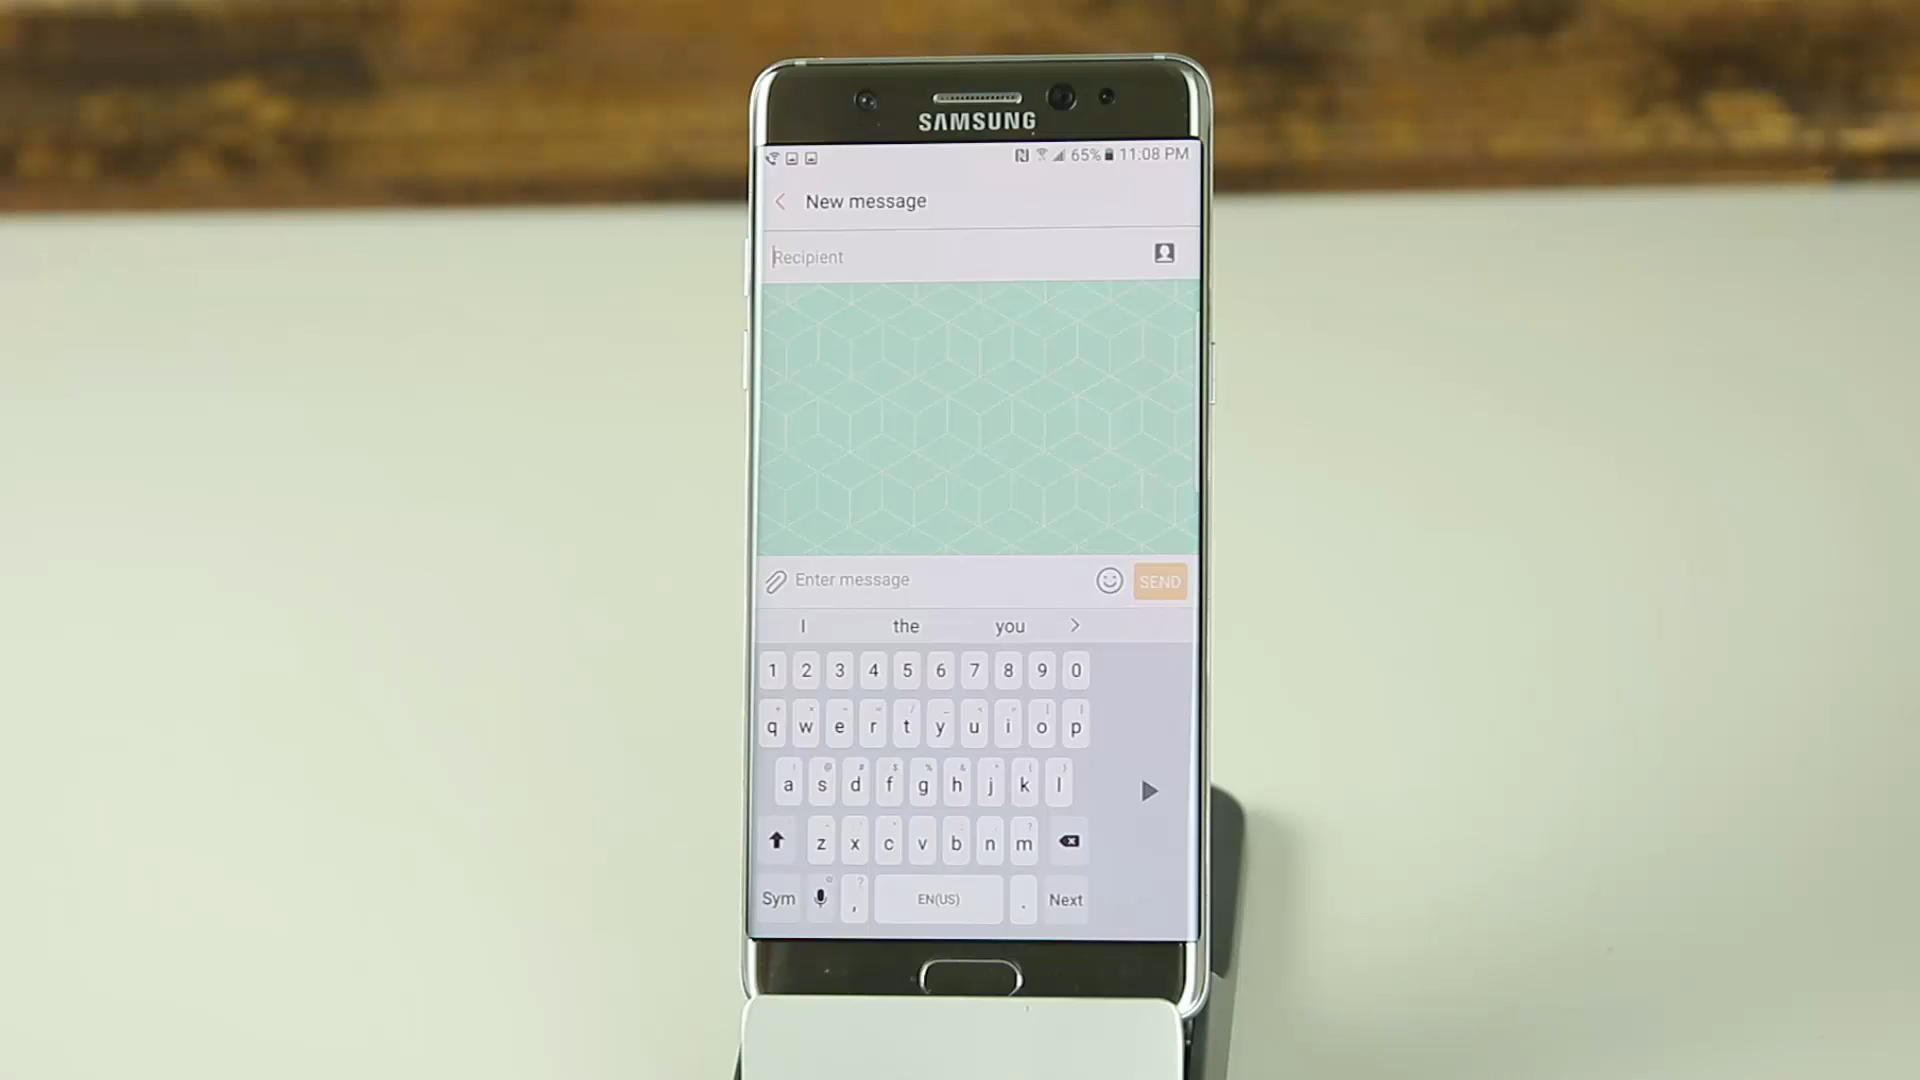 SAMSUNG
65% 11:08 PM
New message
Recipient
Enter message SEND
I the you
1 2 3 4 5 6 7 8 9 0
q w e r t y u i o p
a s d f g h j k l
z x c v b n m
Sym , EN(US) . Next